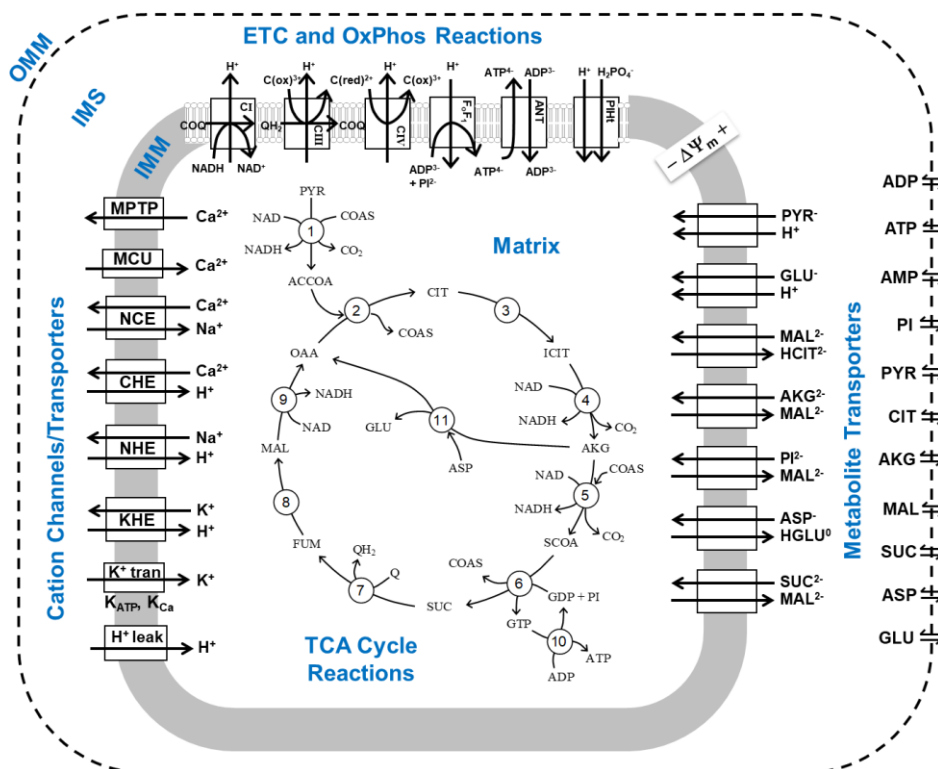 ETC and OxPhos Reactions
OMM
IMS
IMM
H⁺
C(ox)³⁺
H⁺
C(red)²⁺
H⁺
C(ox)³⁺
H⁺
ATP⁴⁻
ADP³⁻
H⁺
H₂PO₄⁻
CI
COQ
QH₂
CIII
COQ
CIV
F₀F₁
ANT
PIHt
NADH
NAD⁺
ADP³⁻
+ PI²⁻
ATP⁴⁻
ADP³⁻
− ΔΨₘ +
Cation Channels/Transporters
MPTP
Ca²⁺
MCU
Ca²⁺
NCE
Ca²⁺
Na⁺
CHE
Ca²⁺
H⁺
NHE
Na⁺
H⁺
KHE
K⁺
H⁺
K⁺ tran
K⁺
K_ATP, K_Ca
H⁺ leak
H⁺
Matrix
PYR
NAD
COAS
1
NADH
CO₂
ACCOA
2
CIT
COAS
3
ICIT
OAA
NAD
4
NADH
CO₂
9
NADH
NAD
11
GLU
ASP
AKG
MAL
NAD
COAS
5
NADH
CO₂
8
FUM
SCOA
QH₂
Q
7
COAS
6
SUC
GDP + PI
GTP
10
ATP
ADP
TCA Cycle
Reactions
PYR⁻
H⁺
GLU⁻
H⁺
MAL²⁻
HCIT²⁻
AKG²⁻
MAL²⁻
PI²⁻
MAL²⁻
ASP⁻
HGLU⁰
SUC²⁻
MAL²⁻
Metabolite Transporters
ADP
ATP
AMP
PI
PYR
CIT
AKG
MAL
SUC
ASP
GLU